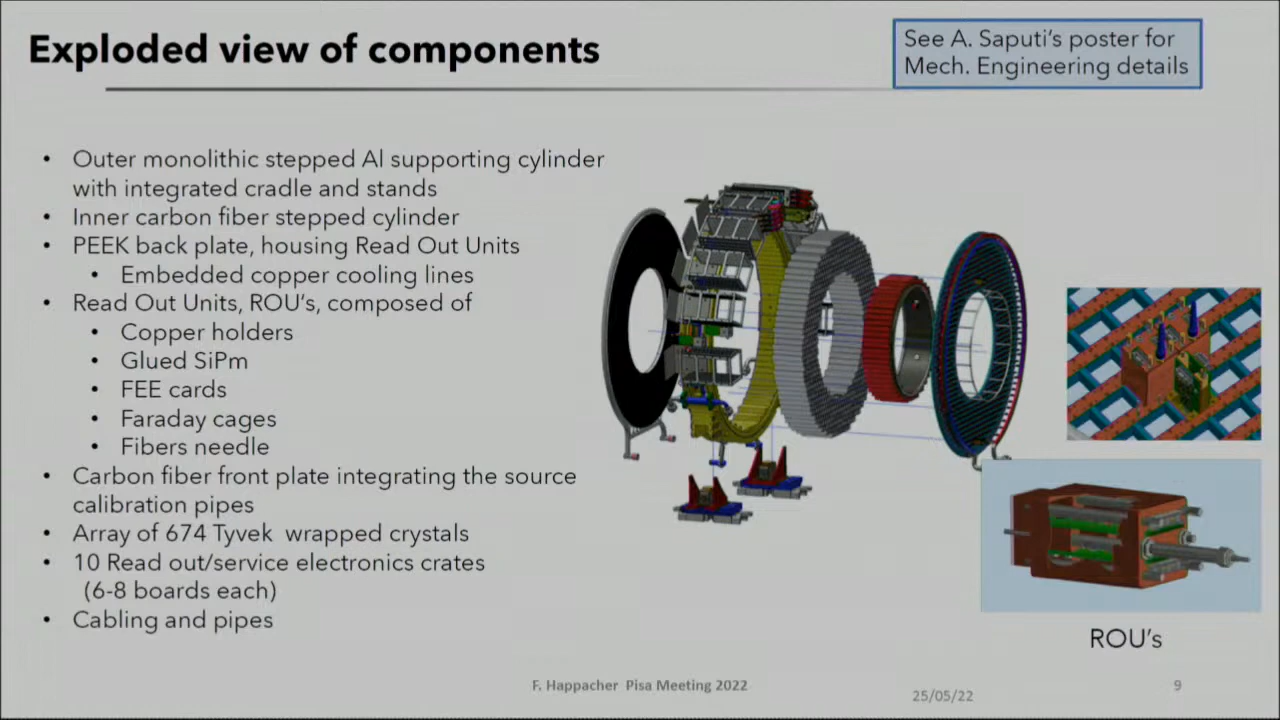 Exploded view of components
See A. Saputi's poster for
Mech. Engineering details
• Outer monolithic stepped Al supporting cylinder
with integrated cradle and stands
• Inner carbon fiber stepped cylinder
• PEEK back plate, housing Read Out Units
• Embedded copper cooling lines
• Read Out Units, ROU's, composed of
• Copper holders
• Glued SiPm
• FEE cards
• Faraday cages
• Fibers needle
• Carbon fiber front plate integrating the source
calibration pipes
• Array of 674 Tyvek wrapped crystals
• 10 Read out/service electronics crates
(6-8 boards each)
• Cabling and pipes
ROU's
F. Happacher Pisa Meeting 2022
25/05/22
9